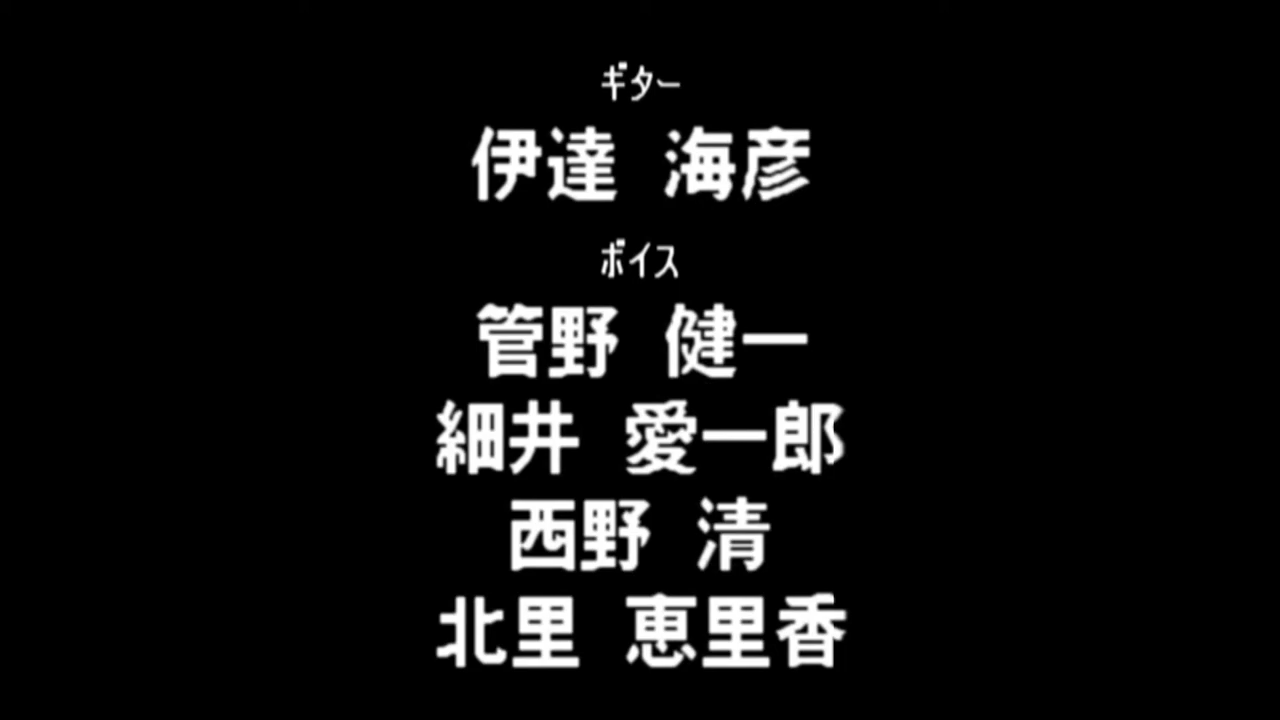 ギター
伊達 海彦
ボイス
管野 健一
細井 愛一郎
西野 清
北里 恵里香